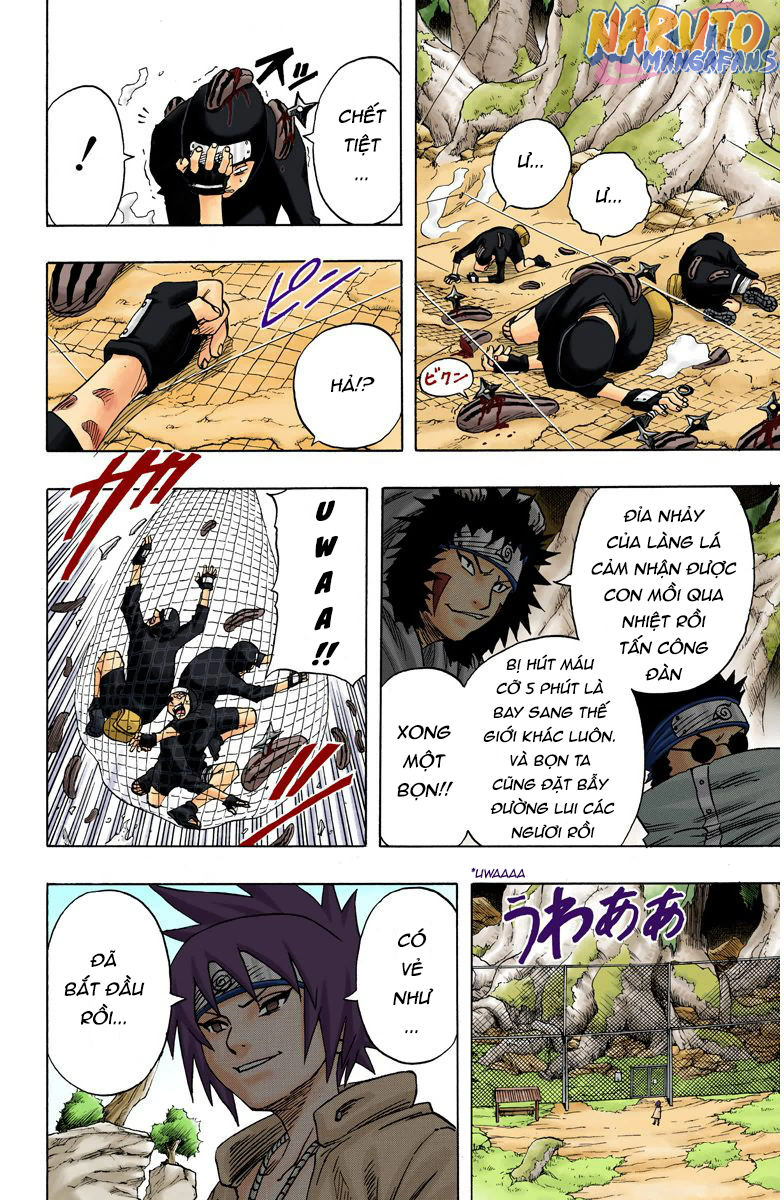 NARUTO
MANGAFANS
Ư...
Ư...
ビクン
CHẾT
TIỆT
...
!
ピン
HẢ!?
ĐỈA NHẢY
CỦA LÀNG LÁ
CẢM NHẬN ĐƯỢC
CON MỒI QUA
NHIỆT RỒI
TẤN CÔNG
ĐÀN
BỊ HÚT MÁU
CỠ 5 PHÚT LÀ
BAY SANG THẾ
GIỚI KHÁC LUÔN.
VÀ BỌN TA
CŨNG ĐẶT BẪY
ĐƯỜNG LUI CÁC
NGƯƠI RỒI
XONG
MỘT
BỌN!!
U
W
A
A
!!
*UWAAAA
うわああ
CÓ
VẺ
NHƯ
...
ĐÃ
BẮT ĐẦU
RỒI...